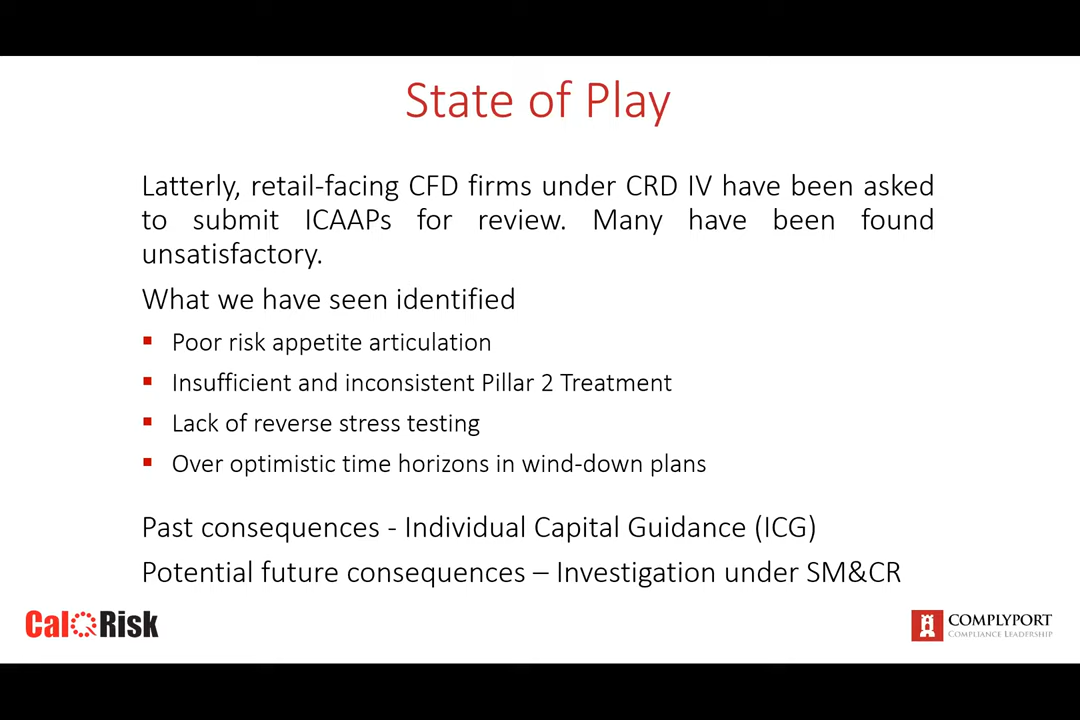 State of Play
Latterly, retail-facing CFD firms under CRD IV have been asked
to submit ICAAPs for review. Many have been found
unsatisfactory.
What we have seen identified
▪ Poor risk appetite articulation
▪ Insufficient and inconsistent Pillar 2 Treatment
▪ Lack of reverse stress testing
▪ Over optimistic time horizons in wind-down plans
Past consequences - Individual Capital Guidance (ICG)
Potential future consequences – Investigation under SM&CR
CalQRisk
COMPLYPORT
COMPLIANCE LEADERSHIP